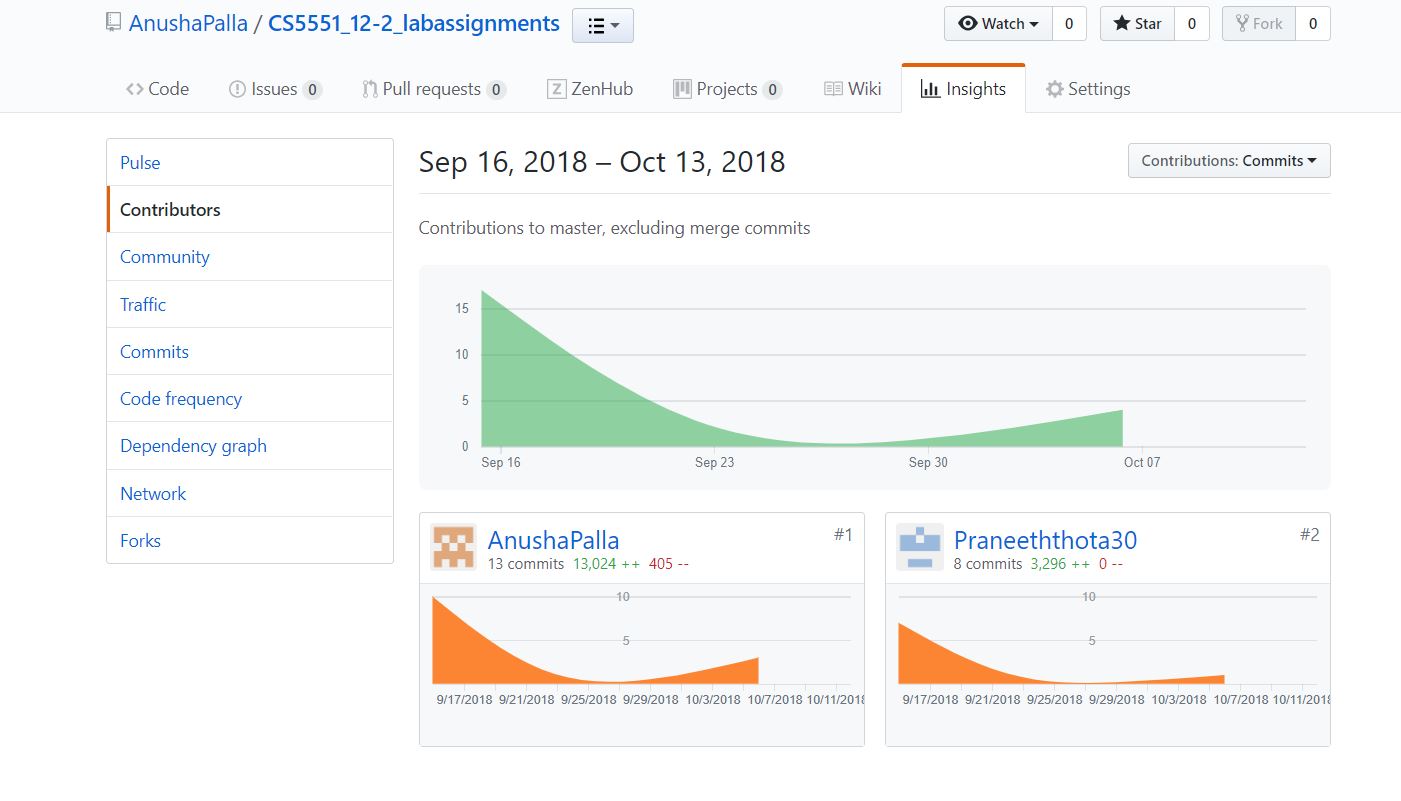 AnushaPalla / CS5551_12-2_labassignments
Watch 0 Star 0 Fork 0
Code Issues 0 Pull requests 0 ZenHub Projects 0 Wiki Insights Settings
Pulse
Contributors
Community
Traffic
Commits
Code frequency
Dependency graph
Network
Forks
Sep 16, 2018 – Oct 13, 2018
Contributions: Commits
Contributions to master, excluding merge commits
15
10
5
0
Sep 16 Sep 23 Sep 30 Oct 07
AnushaPalla #1
13 commits 13,024 ++ 405 --
10
5
9/17/2018 9/21/2018 9/25/2018 9/29/2018 10/3/2018 10/7/2018 10/11/2018
Praneeththota30 #2
8 commits 3,296 ++ 0 --
10
5
9/17/2018 9/21/2018 9/25/2018 9/29/2018 10/3/2018 10/7/2018 10/11/2018